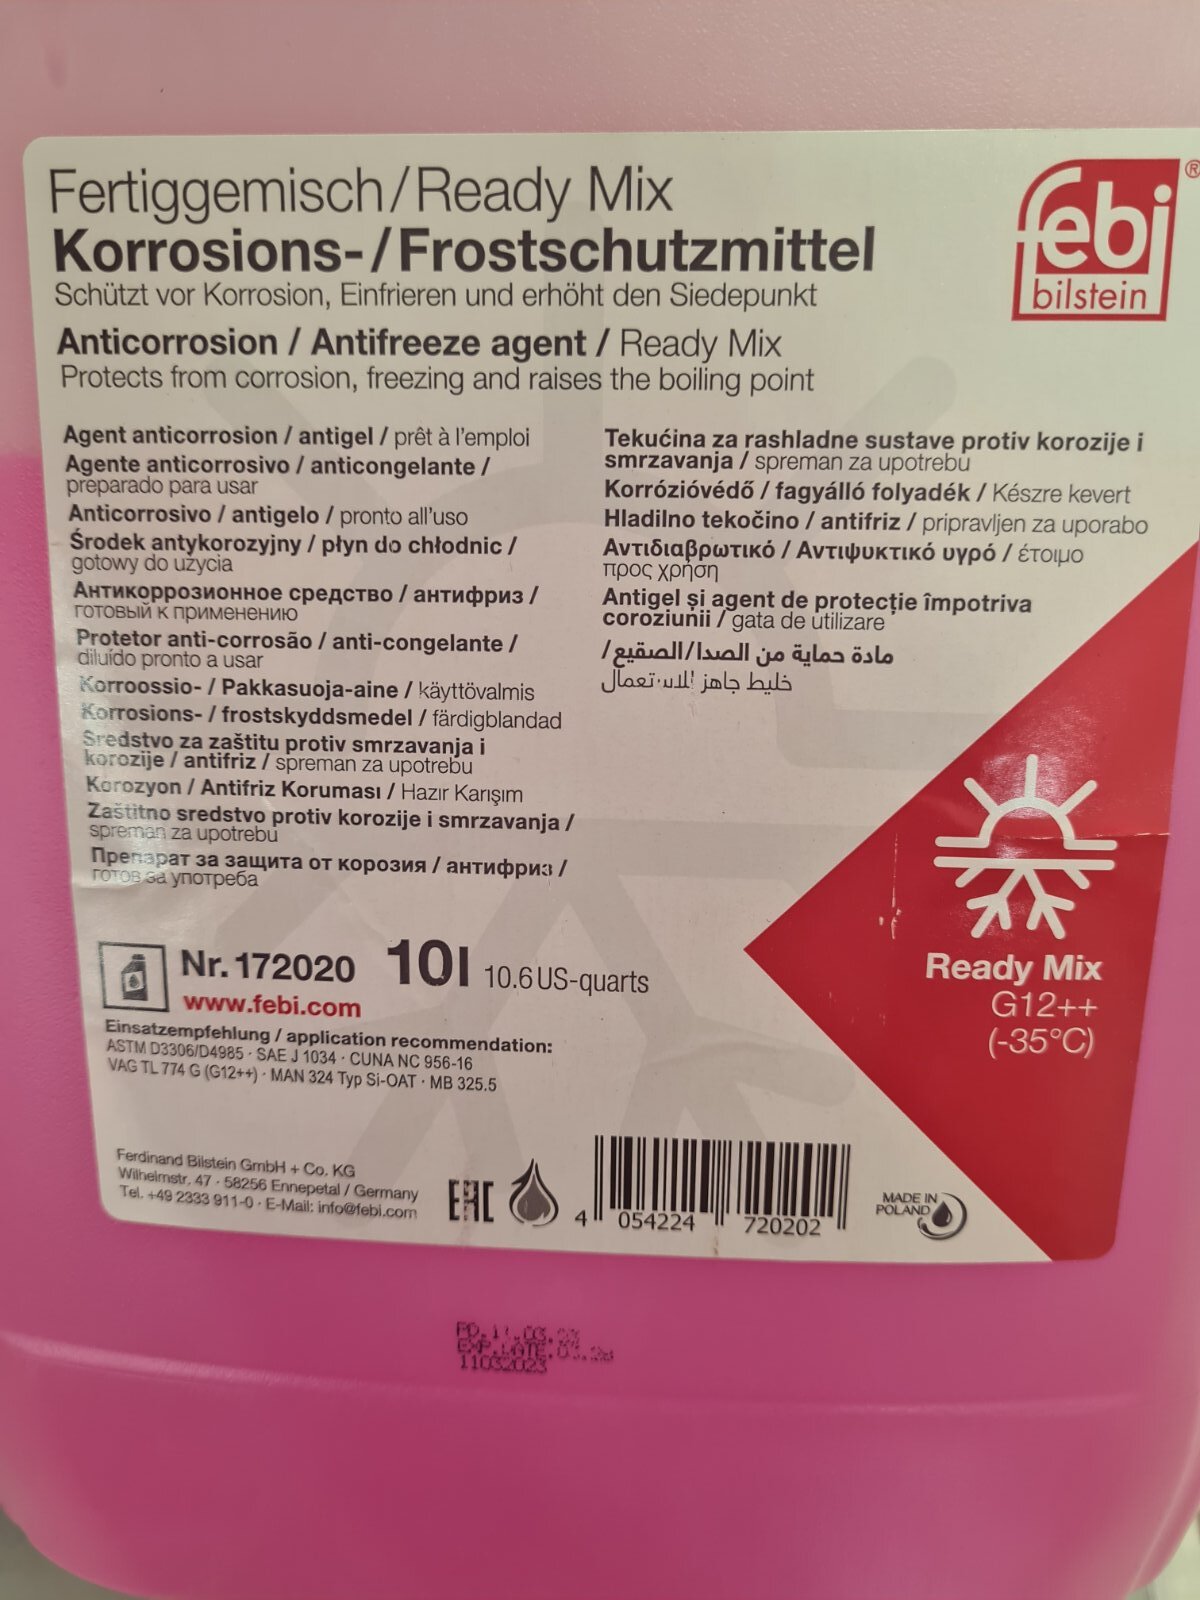 Fertiggemisch/Ready Mix
Korrosions-/Frostschutzmittel
Schützt vor Korrosion, Einfrieren und erhöht den Siedepunkt
Anticorrosion / Antifreeze agent / Ready Mix
Protects from corrosion, freezing and raises the boiling point
febi
bilstein
®
Agent anticorrosion / antigel / prêt à l'emploi
Agente anticorrosivo / anticongelante /
preparado para usar
Anticorrosivo / antigelo / pronto all'uso
Środek antykorozyjny / płyn do chłodnic /
gotowy do użycia
Антикоррозионное средство / антифриз /
готовый к применению
Protetor anti-corrosão / anti-congelante /
diluído pronto a usar
Korroossio- / Pakkasuoja-aine / käyttövalmis
Korrosions- / frostskyddsmedel / färdigblandad
Sredstvo za zaštitu protiv smrzavanja i
korozije / antifriz / spreman za upotrebu
Korozyon / Antifriz Koruması / Hazır Karışım
Zaštitno sredstvo protiv korozije i smrzavanja /
spreman za upotrebu
Препарат за защита от корозия / антифриз /
готов за употреба
Tekućina za rashladne sustave protiv korozije i
smrzavanja / spreman za upotrebu
Korrózióvédő / fagyálló folyadék / Készre kevert
Hladilno tekočino / antifriz / pripravljen za uporabo
Αντιδιαβρωτικό / Αντιψυκτικό υγρό / έτοιμο
προς χρήση
Antigel și agent de protecție împotriva
coroziunii / gata de utilizare
مادة حماية من الصدا/الصقيع/
خليط جاهز للاستعمال
Ready Mix
G12++
(-35°C)
Nr. 172020 10l 10.6 US-quarts
www.febi.com
Einsatzempfehlung / application recommendation:
ASTM D3306/D4985 · SAE J 1034 · CUNA NC 956-16
VAG TL 774 G (G12++) · MAN 324 Typ Si-OAT · MB 325.5
Ferdinand Bilstein GmbH + Co. KG
Wilhelmstr. 47 · 58256 Ennepetal / Germany
Tel. +49 2333 911-0 · E-Mail: info@febi.com
EAC
4 054224 720202
MADE IN
POLAND
PD.11.03.23
EXP.DATE.03.28
11032023